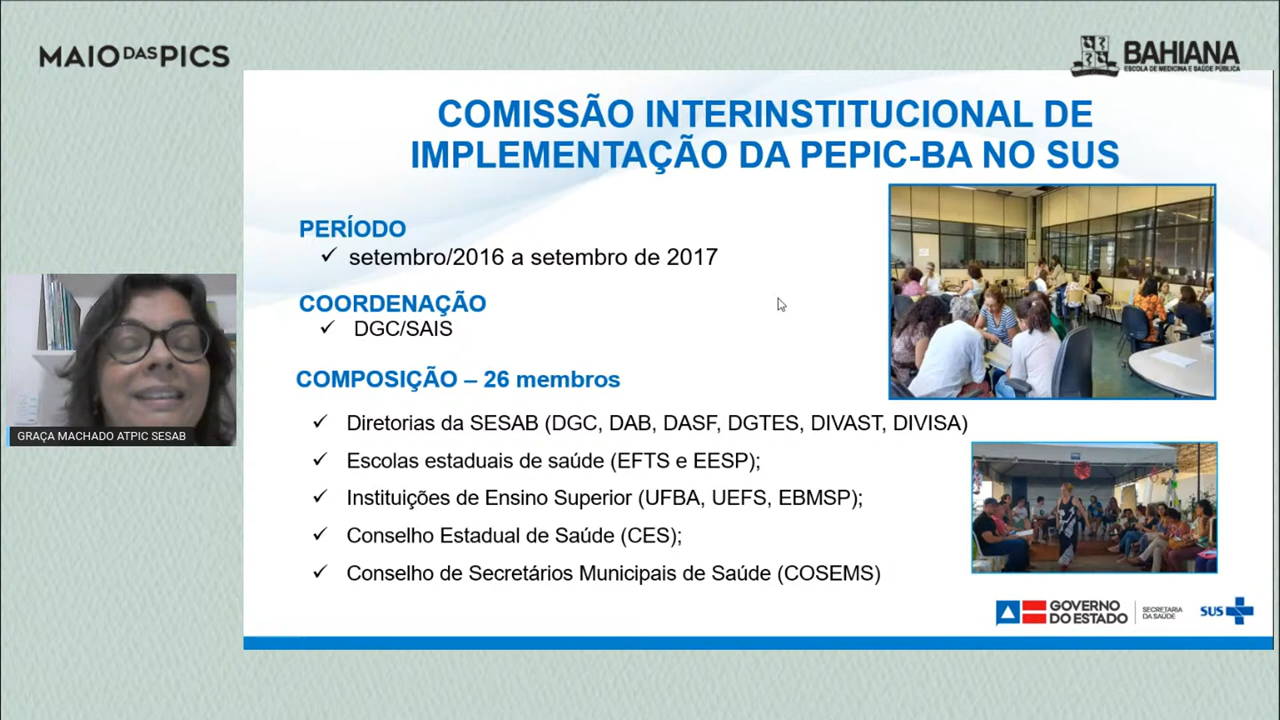 MAIO DAS PICS
BAHIANA
ESCOLA DE MEDICINA E SAÚDE PÚBLICA
COMISSÃO INTERINSTITUCIONAL DE
IMPLEMENTAÇÃO DA PEPIC-BA NO SUS
PERÍODO
✓ setembro/2016 a setembro de 2017
COORDENAÇÃO
✓ DGC/SAIS
COMPOSIÇÃO – 26 membros
✓ Diretorias da SESAB (DGC, DAB, DASF, DGTES, DIVAST, DIVISA)
✓ Escolas estaduais de saúde (EFTS e EESP);
✓ Instituições de Ensino Superior (UFBA, UEFS, EBMSP);
✓ Conselho Estadual de Saúde (CES);
✓ Conselho de Secretários Municipais de Saúde (COSEMS)
GRAÇA MACHADO ATPIC SESAB
GOVERNO
DO ESTADO
SECRETARIA
DA SAÚDE
SUS